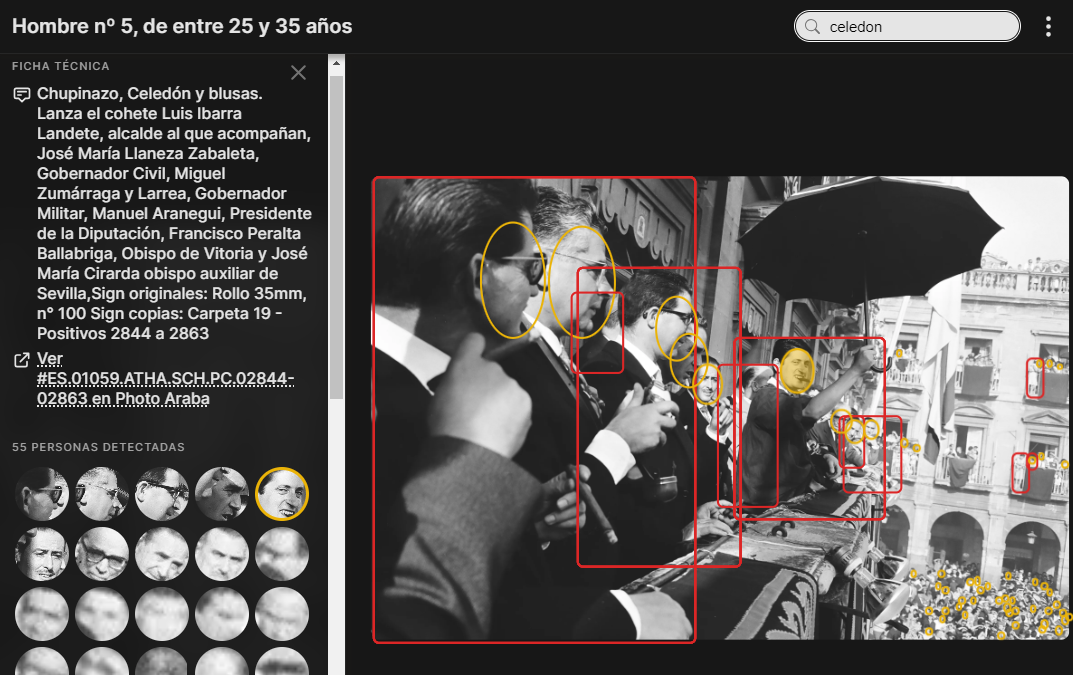 Hombre nº 5, de entre 25 y 35 años
celedon
FICHA TÉCNICA
Chupinazo, Celedón y blusas.
Lanza el cohete Luis Ibarra
Landete, alcalde al que acompañan,
José María Llaneza Zabaleta,
Gobernador Civil, Miguel
Zumárraga y Larrea, Gobernador
Militar, Manuel Aranegui, Presidente
de la Diputación, Francisco Peralta
Ballabriga, Obispo de Vitoria y José
María Cirarda obispo auxiliar de
Sevilla,Sign originales: Rollo 35mm,
nº 100 Sign copias: Carpeta 19 -
Positivos 2844 a 2863
Ver
#ES.01059.ATHA.SCH.PC.02844-
02863 en Photo Araba
55 PERSONAS DETECTADAS